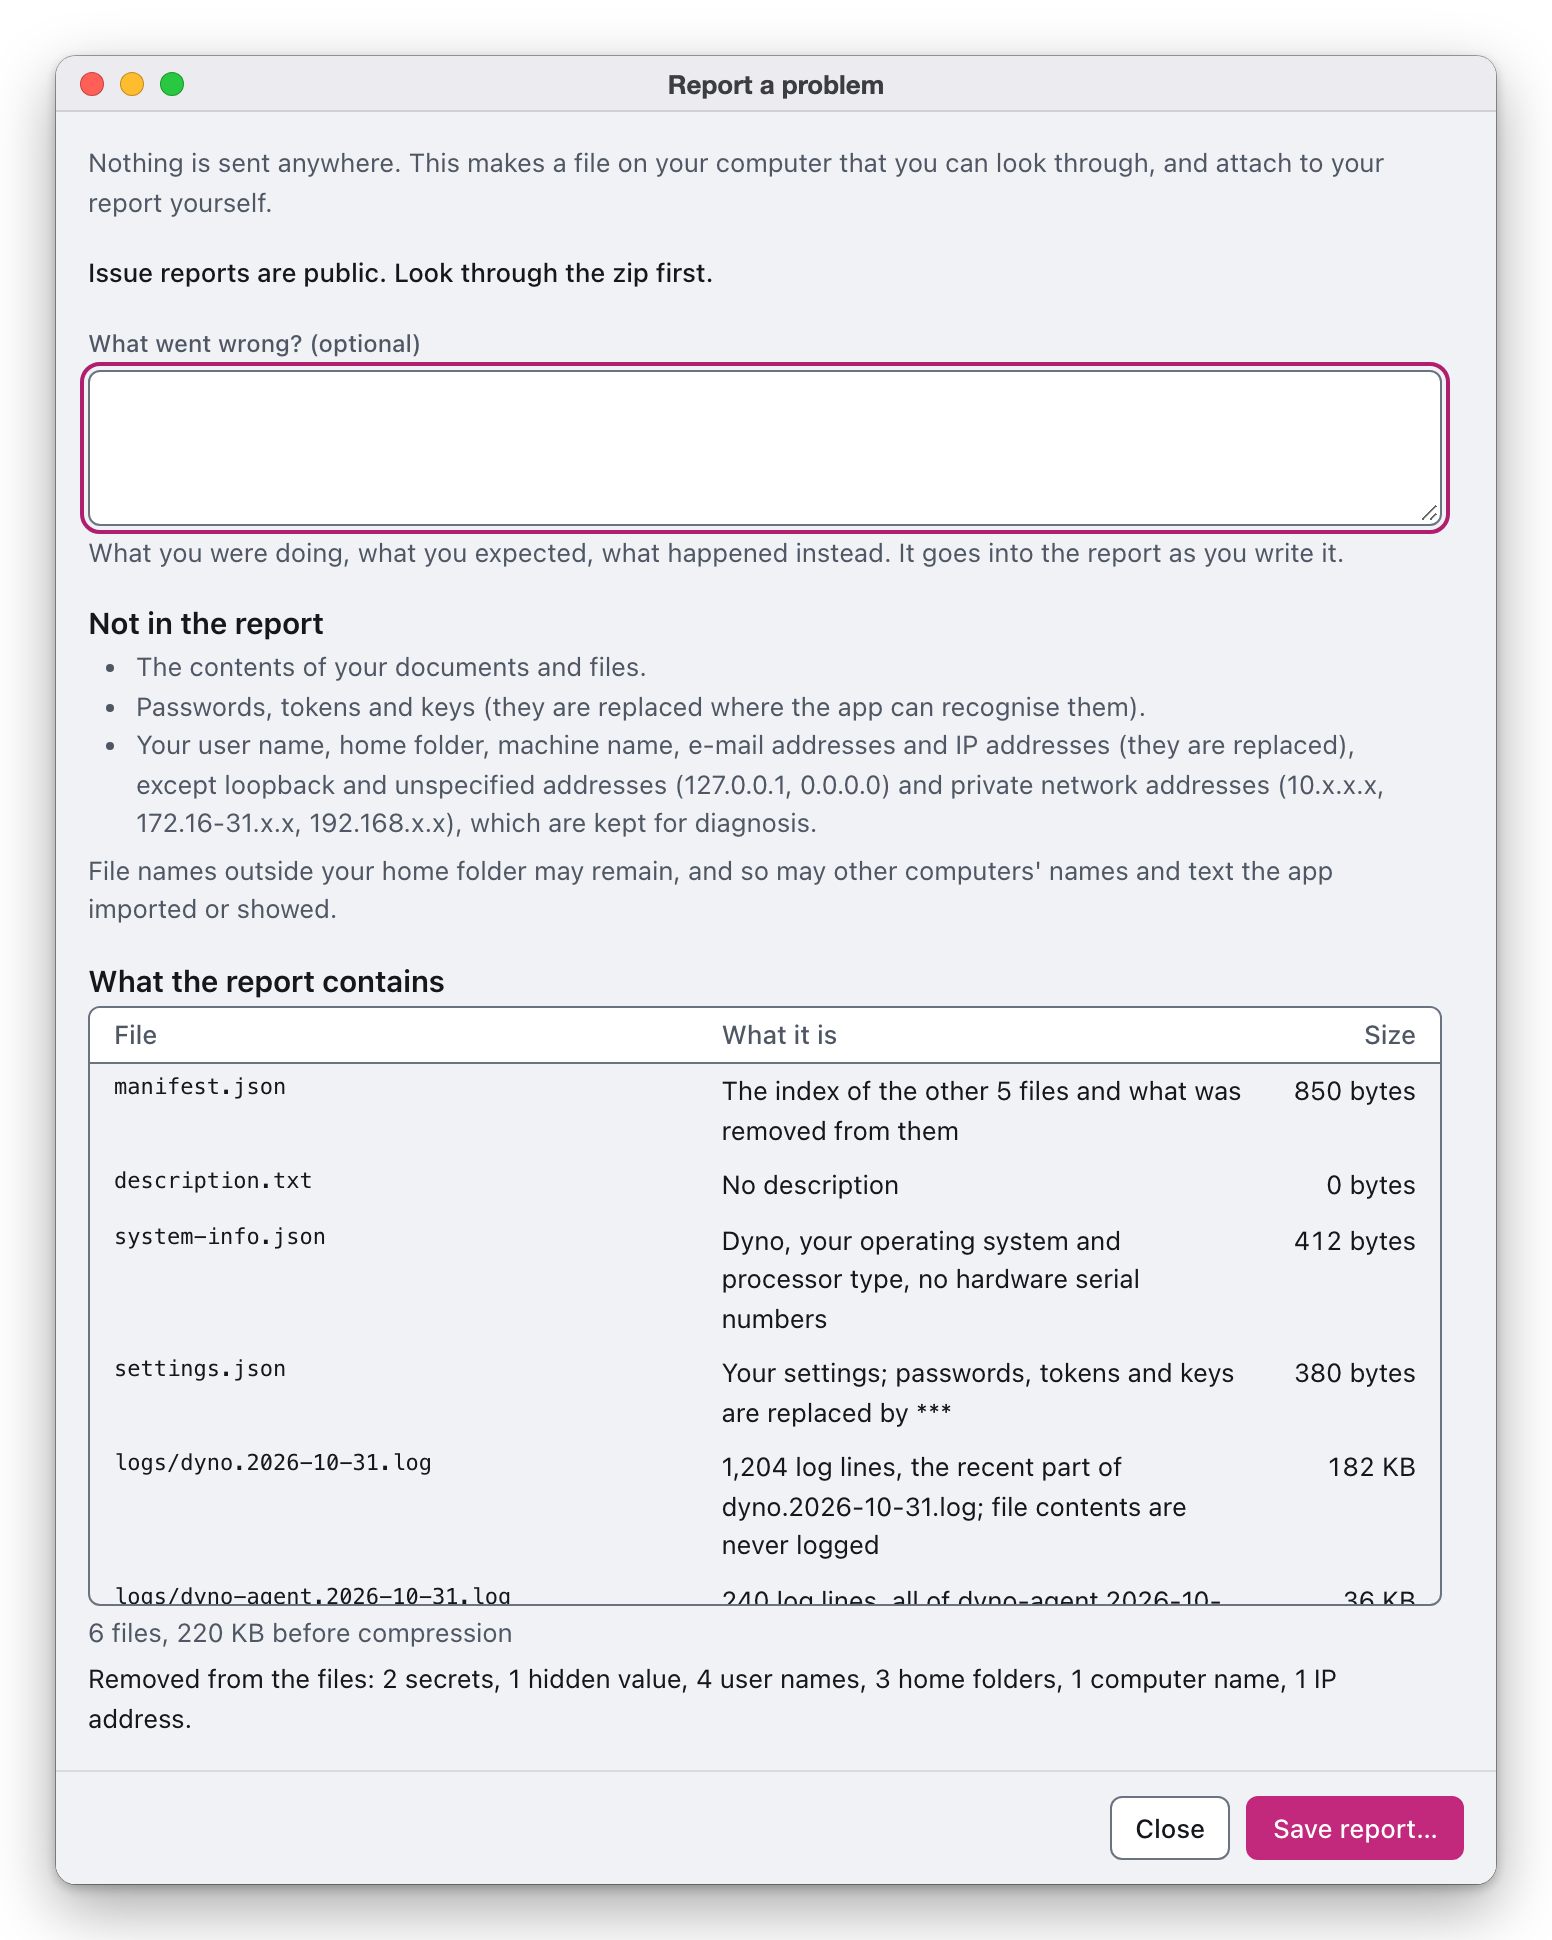 Report a problem
Nothing is sent anywhere. This makes a file on your computer that you can look through, and attach to your
report yourself.
Issue reports are public. Look through the zip first.
What went wrong? (optional)
What you were doing, what you expected, what happened instead. It goes into the report as you write it.
Not in the report
• The contents of your documents and files.
• Passwords, tokens and keys (they are replaced where the app can recognise them).
• Your user name, home folder, machine name, e-mail addresses and IP addresses (they are replaced),
except loopback and unspecified addresses (127.0.0.1, 0.0.0.0) and private network addresses (10.x.x.x,
172.16-31.x.x, 192.168.x.x), which are kept for diagnosis.
File names outside your home folder may remain, and so may other computers' names and text the app
imported or showed.
What the report contains
File What it is Size
manifest.json The index of the other 5 files and what was 850 bytes
removed from them
description.txt No description 0 bytes
system-info.json Dyno, your operating system and 412 bytes
processor type, no hardware serial
numbers
settings.json Your settings; passwords, tokens and keys 380 bytes
are replaced by ***
logs/dyno.2026-10-31.log 1,204 log lines, the recent part of 182 KB
dyno.2026-10-31.log; file contents are
never logged
logs/dyno-agent.2026-10-31.log 240 log lines, all of dyno-agent.2026-10- 36 KB
6 files, 220 KB before compression
Removed from the files: 2 secrets, 1 hidden value, 4 user names, 3 home folders, 1 computer name, 1 IP
address.
Close Save report...